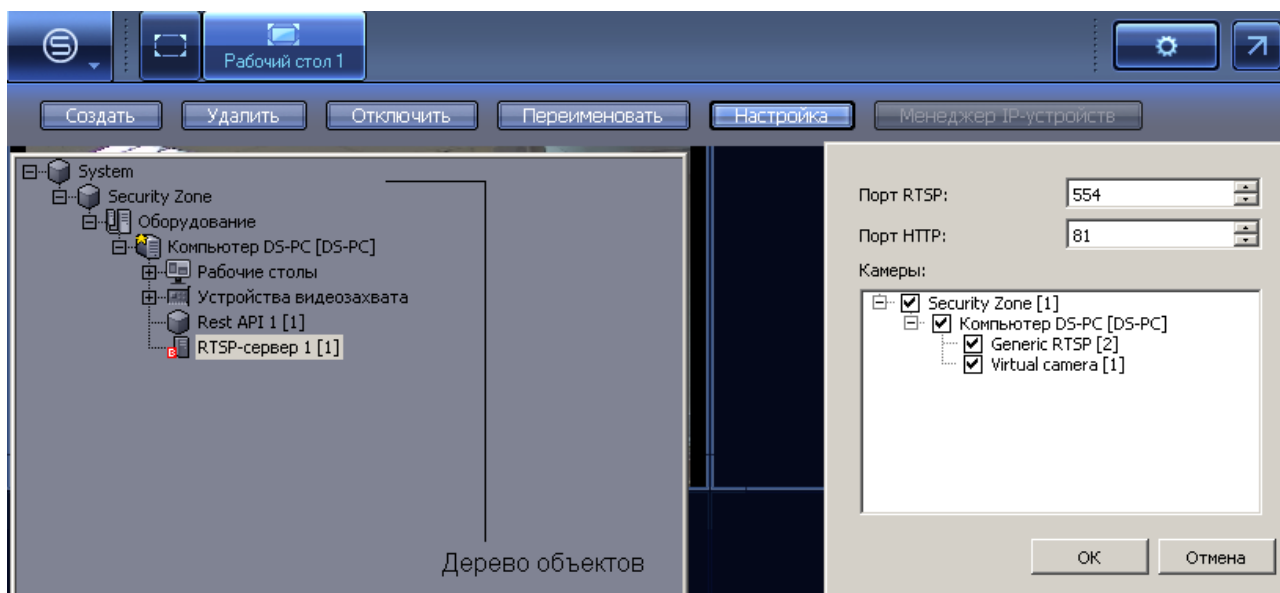 Рабочий стол 1
Создать Удалить Отключить Переименовать Настройка Менеджер IP-устройств
System
Security Zone
Оборудование
Компьютер DS-PC [DS-PC]
Рабочие столы
Устройства видеозахвата
Rest API 1 [1]
RTSP-сервер 1 [1]
Дерево объектов
Порт RTSP: 554
Порт HTTP: 81
Камеры:
Security Zone [1]
Компьютер DS-PC [DS-PC]
Generic RTSP [2]
Virtual camera [1]
ОК Отмена